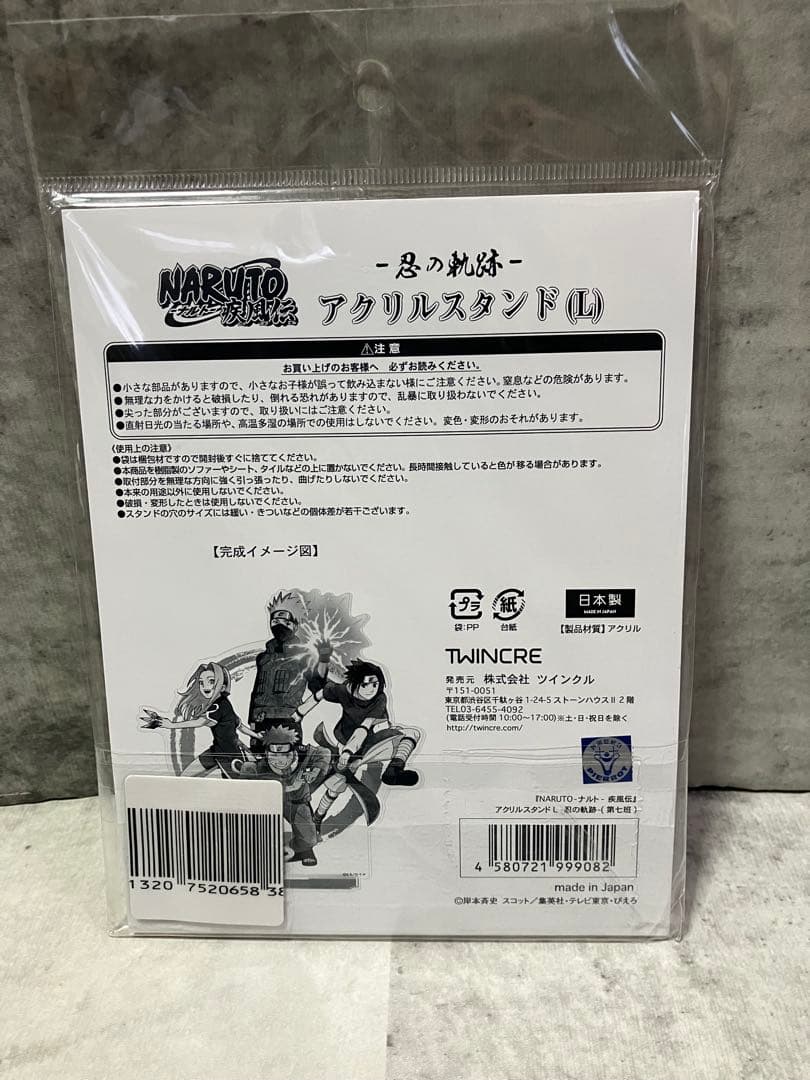 NARUTO
ナルト
疾風伝
-忍の軌跡-
アクリルスタンド(L)
⚠注意
お買い上げのお客様へ 必ずお読みください。
●小さな部品がありますので、小さなお子様が誤って飲み込まない様にご注意ください。窒息などの危険があります。
●無理な力をかけると破損したり、倒れる恐れがありますので、乱暴に取り扱わないでください。
●尖った部分がございますので、取り扱いにはご注意ください。
●直射日光の当たる場所や、高温多湿の場所での使用はしないでください。変色・変形のおそれがあります。
《使用上の注意》
●袋は梱包材ですので開封後すぐに捨ててください。
●本商品を樹脂製のソファーやシート、タイルなどの上に置かないでください。長時間接触していると色が移る場合があります。
●取付部分を無理な方向に強く引っ張ったり、曲げたりしないでください。
●本来の用途以外に使用しないでください。
●破損・変形したときは使用しないでください。
●スタンドの穴のサイズには緩い・きついなどの個体差が若干ございます。
【完成イメージ図】
プラ
袋:PP
紙
台紙
日本製
MADE IN JAPAN
【製品材質】アクリル
TWINCRE
発売元 株式会社 ツインクル
〒151-0051
東京都渋谷区千駄ヶ谷1-24-5ストーンハウスⅡ2階
TEL03-6455-4092
(電話受付時間 10:00〜17:00)※土・日・祝日を除く
http://twincre.com/
PIERROT
『NARUTO-ナルト- 疾風伝』
アクリルスタンドL 忍の軌跡-(第七班)
4 580721 999082
made in Japan
©岸本斉史 スコット/集英社・テレビ東京・ぴえろ
1320 7520658 38